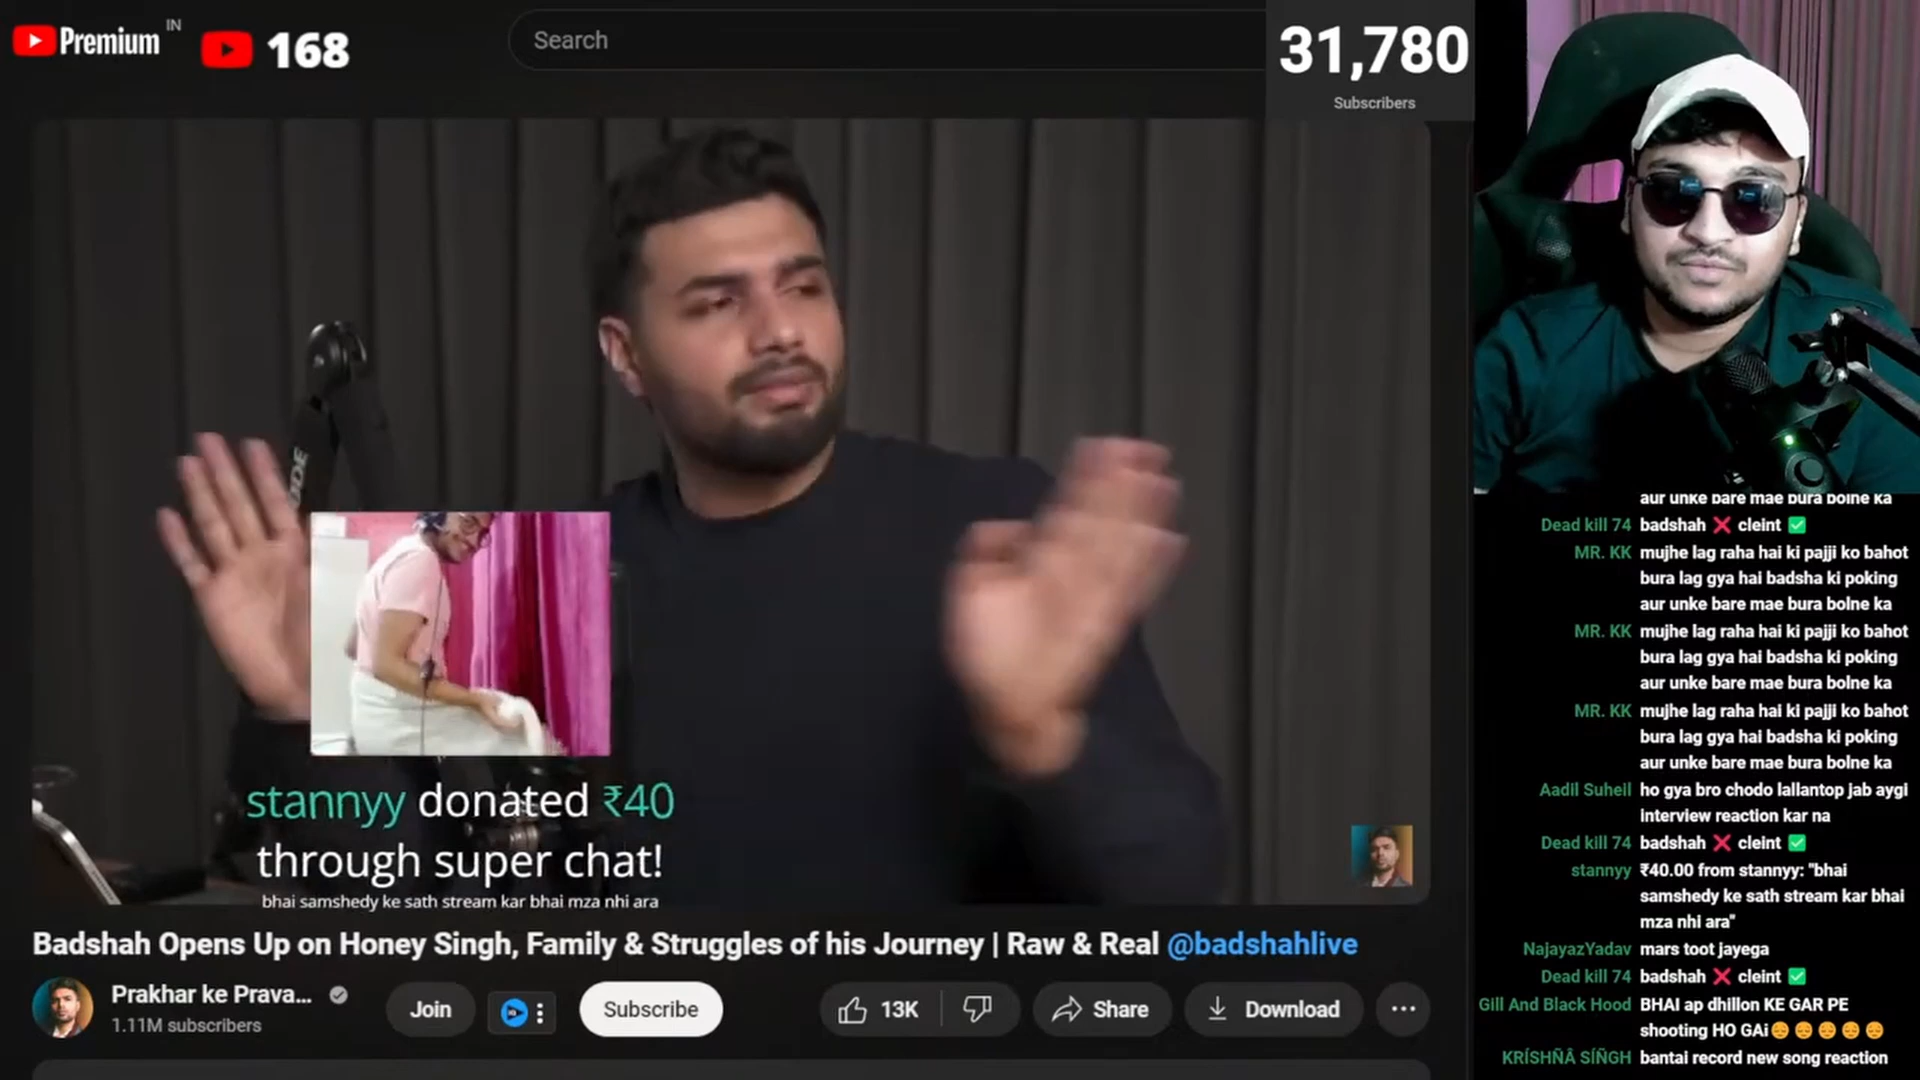 Premium IN
168
Search
31,780
Subscribers
stannyy donated ₹40
through super chat!
bhai samshedy ke sath stream kar bhai mza nhi ara
Badshah Opens Up on Honey Singh, Family & Struggles of his Journey | Raw & Real @badshahlive
Prakhar ke Prava...
1.11M subscribers
Join
Subscribe
13K
Share
Download
aur unke bare mae bura bolne ka
Dead kill 74 badshah ❌ cleint ✅
MR. KK mujhe lag raha hai ki pajji ko bahot
bura lag gya hai badsha ki poking
aur unke bare mae bura bolne ka
MR. KK mujhe lag raha hai ki pajji ko bahot
bura lag gya hai badsha ki poking
aur unke bare mae bura bolne ka
MR. KK mujhe lag raha hai ki pajji ko bahot
bura lag gya hai badsha ki poking
aur unke bare mae bura bolne ka
Aadil Suheil ho gya bro chodo lallantop jab aygi
interview reaction kar na
Dead kill 74 badshah ❌ cleint ✅
stannyy ₹40.00 from stannyy: "bhai
samshedy ke sath stream kar bhai
mza nhi ara"
NajayazYadav mars toot jayega
Dead kill 74 badshah ❌ cleint ✅
Gill And Black Hood BHAI ap dhillon KE GAR PE
shooting HO GAi😔😔😔😔😔
KRÍSHÑÂ SÍÑGH bantai record new song reaction